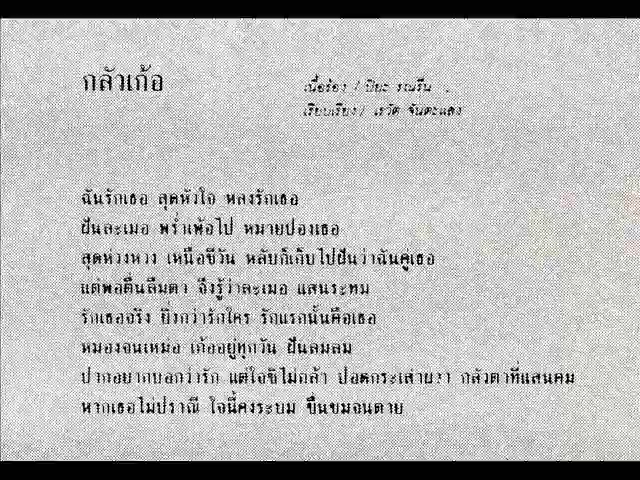 กลัวเก้อ
เนื้อร้อง / ปิยะ
เรียบเรียง / เรวัต จันตะแสง
ฉันรักเธอ สุดหัวใจ หลงรักเธอ
ฝันละเมอ พร่ำเพ้อไป หมายปองเธอ
สุดห่วงหวง เหนือชีวัน หลับก็เก็บไปฝันว่าฉันคู่เธอ
แต่พอตื่นลืมตา ถึงรู้ว่าละเมอ แสนระทม
รักเธอจริง ยิ่งกว่ารักใคร รักแรกนั้นคือเธอ
หมองจนเหม่อ เก้ออยู่ทุกวัน ฝันลมลม
ปากอยากบอกว่ารัก แต่ใจซิไม่กล้า ปอดกระเส่า กลัวตาที่แสนคม
หากเธอไม่ปราณี ใจนี้คงระบม ขื่นขมจนตาย